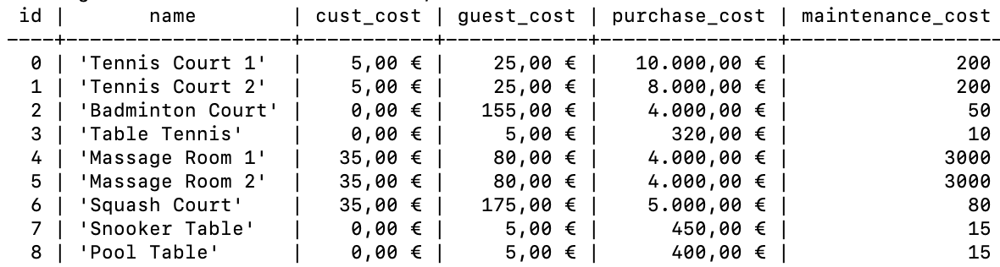 id | name | cust_cost | guest_cost | purchase_cost | maintenance_cost
----+-------------------+------------+-------------+----------------+------------------
0 | 'Tennis Court 1' | 5,00 € | 25,00 € | 10.000,00 € | 200
1 | 'Tennis Court 2' | 5,00 € | 25,00 € | 8.000,00 € | 200
2 | 'Badminton Court' | 0,00 € | 155,00 € | 4.000,00 € | 50
3 | 'Table Tennis' | 0,00 € | 5,00 € | 320,00 € | 10
4 | 'Massage Room 1' | 35,00 € | 80,00 € | 4.000,00 € | 3000
5 | 'Massage Room 2' | 35,00 € | 80,00 € | 4.000,00 € | 3000
6 | 'Squash Court' | 35,00 € | 175,00 € | 5.000,00 € | 80
7 | 'Snooker Table' | 0,00 € | 5,00 € | 450,00 € | 15
8 | 'Pool Table' | 0,00 € | 5,00 € | 400,00 € | 15